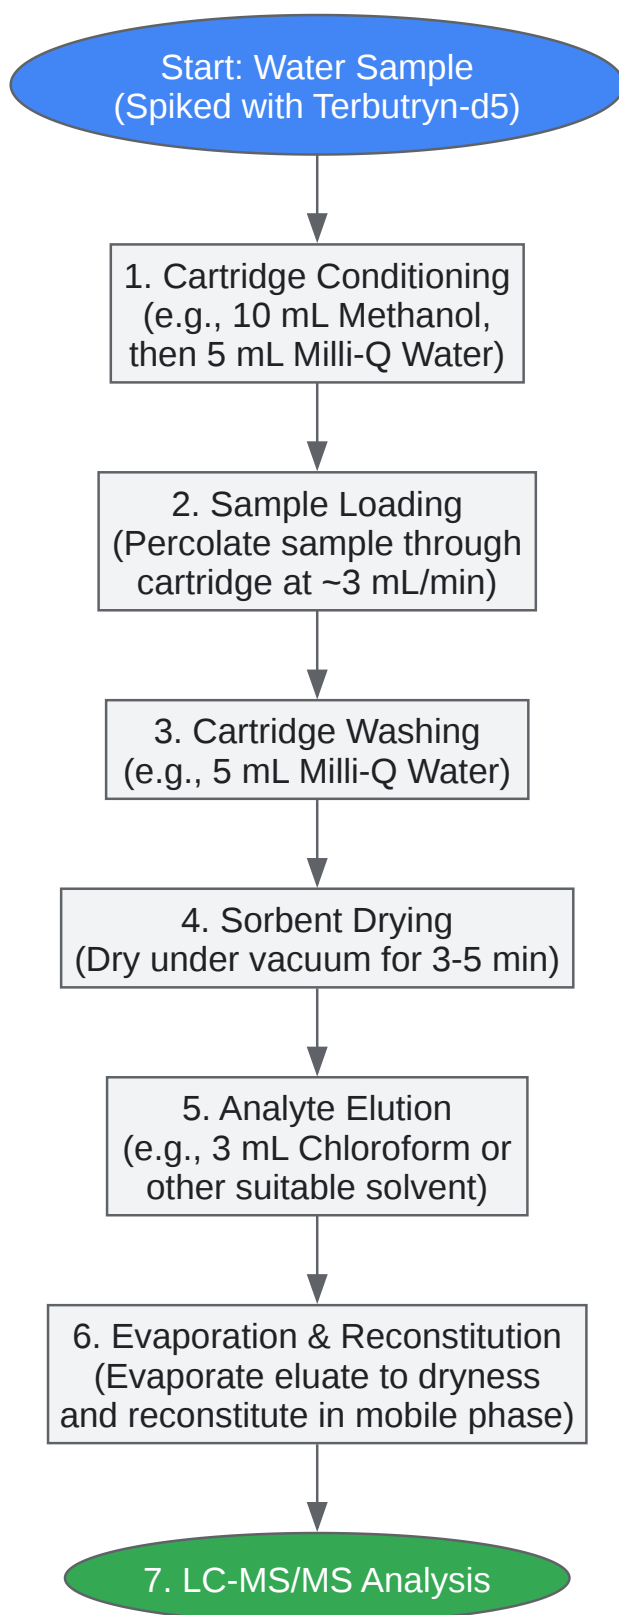 Start: Water Sample
(Spiked with Terbutryn-d5)
1. Cartridge Conditioning
(e.g., 10 mL Methanol,
then 5 mL Milli-Q Water)
2. Sample Loading
(Percolate sample through
cartridge at ~3 mL/min)
3. Cartridge Washing
(e.g., 5 mL Milli-Q Water)
4. Sorbent Drying
(Dry under vacuum for 3-5 min)
5. Analyte Elution
(e.g., 3 mL Chloroform or
other suitable solvent)
6. Evaporation & Reconstitution
(Evaporate eluate to dryness
and reconstitute in mobile phase)
7. LC-MS/MS Analysis